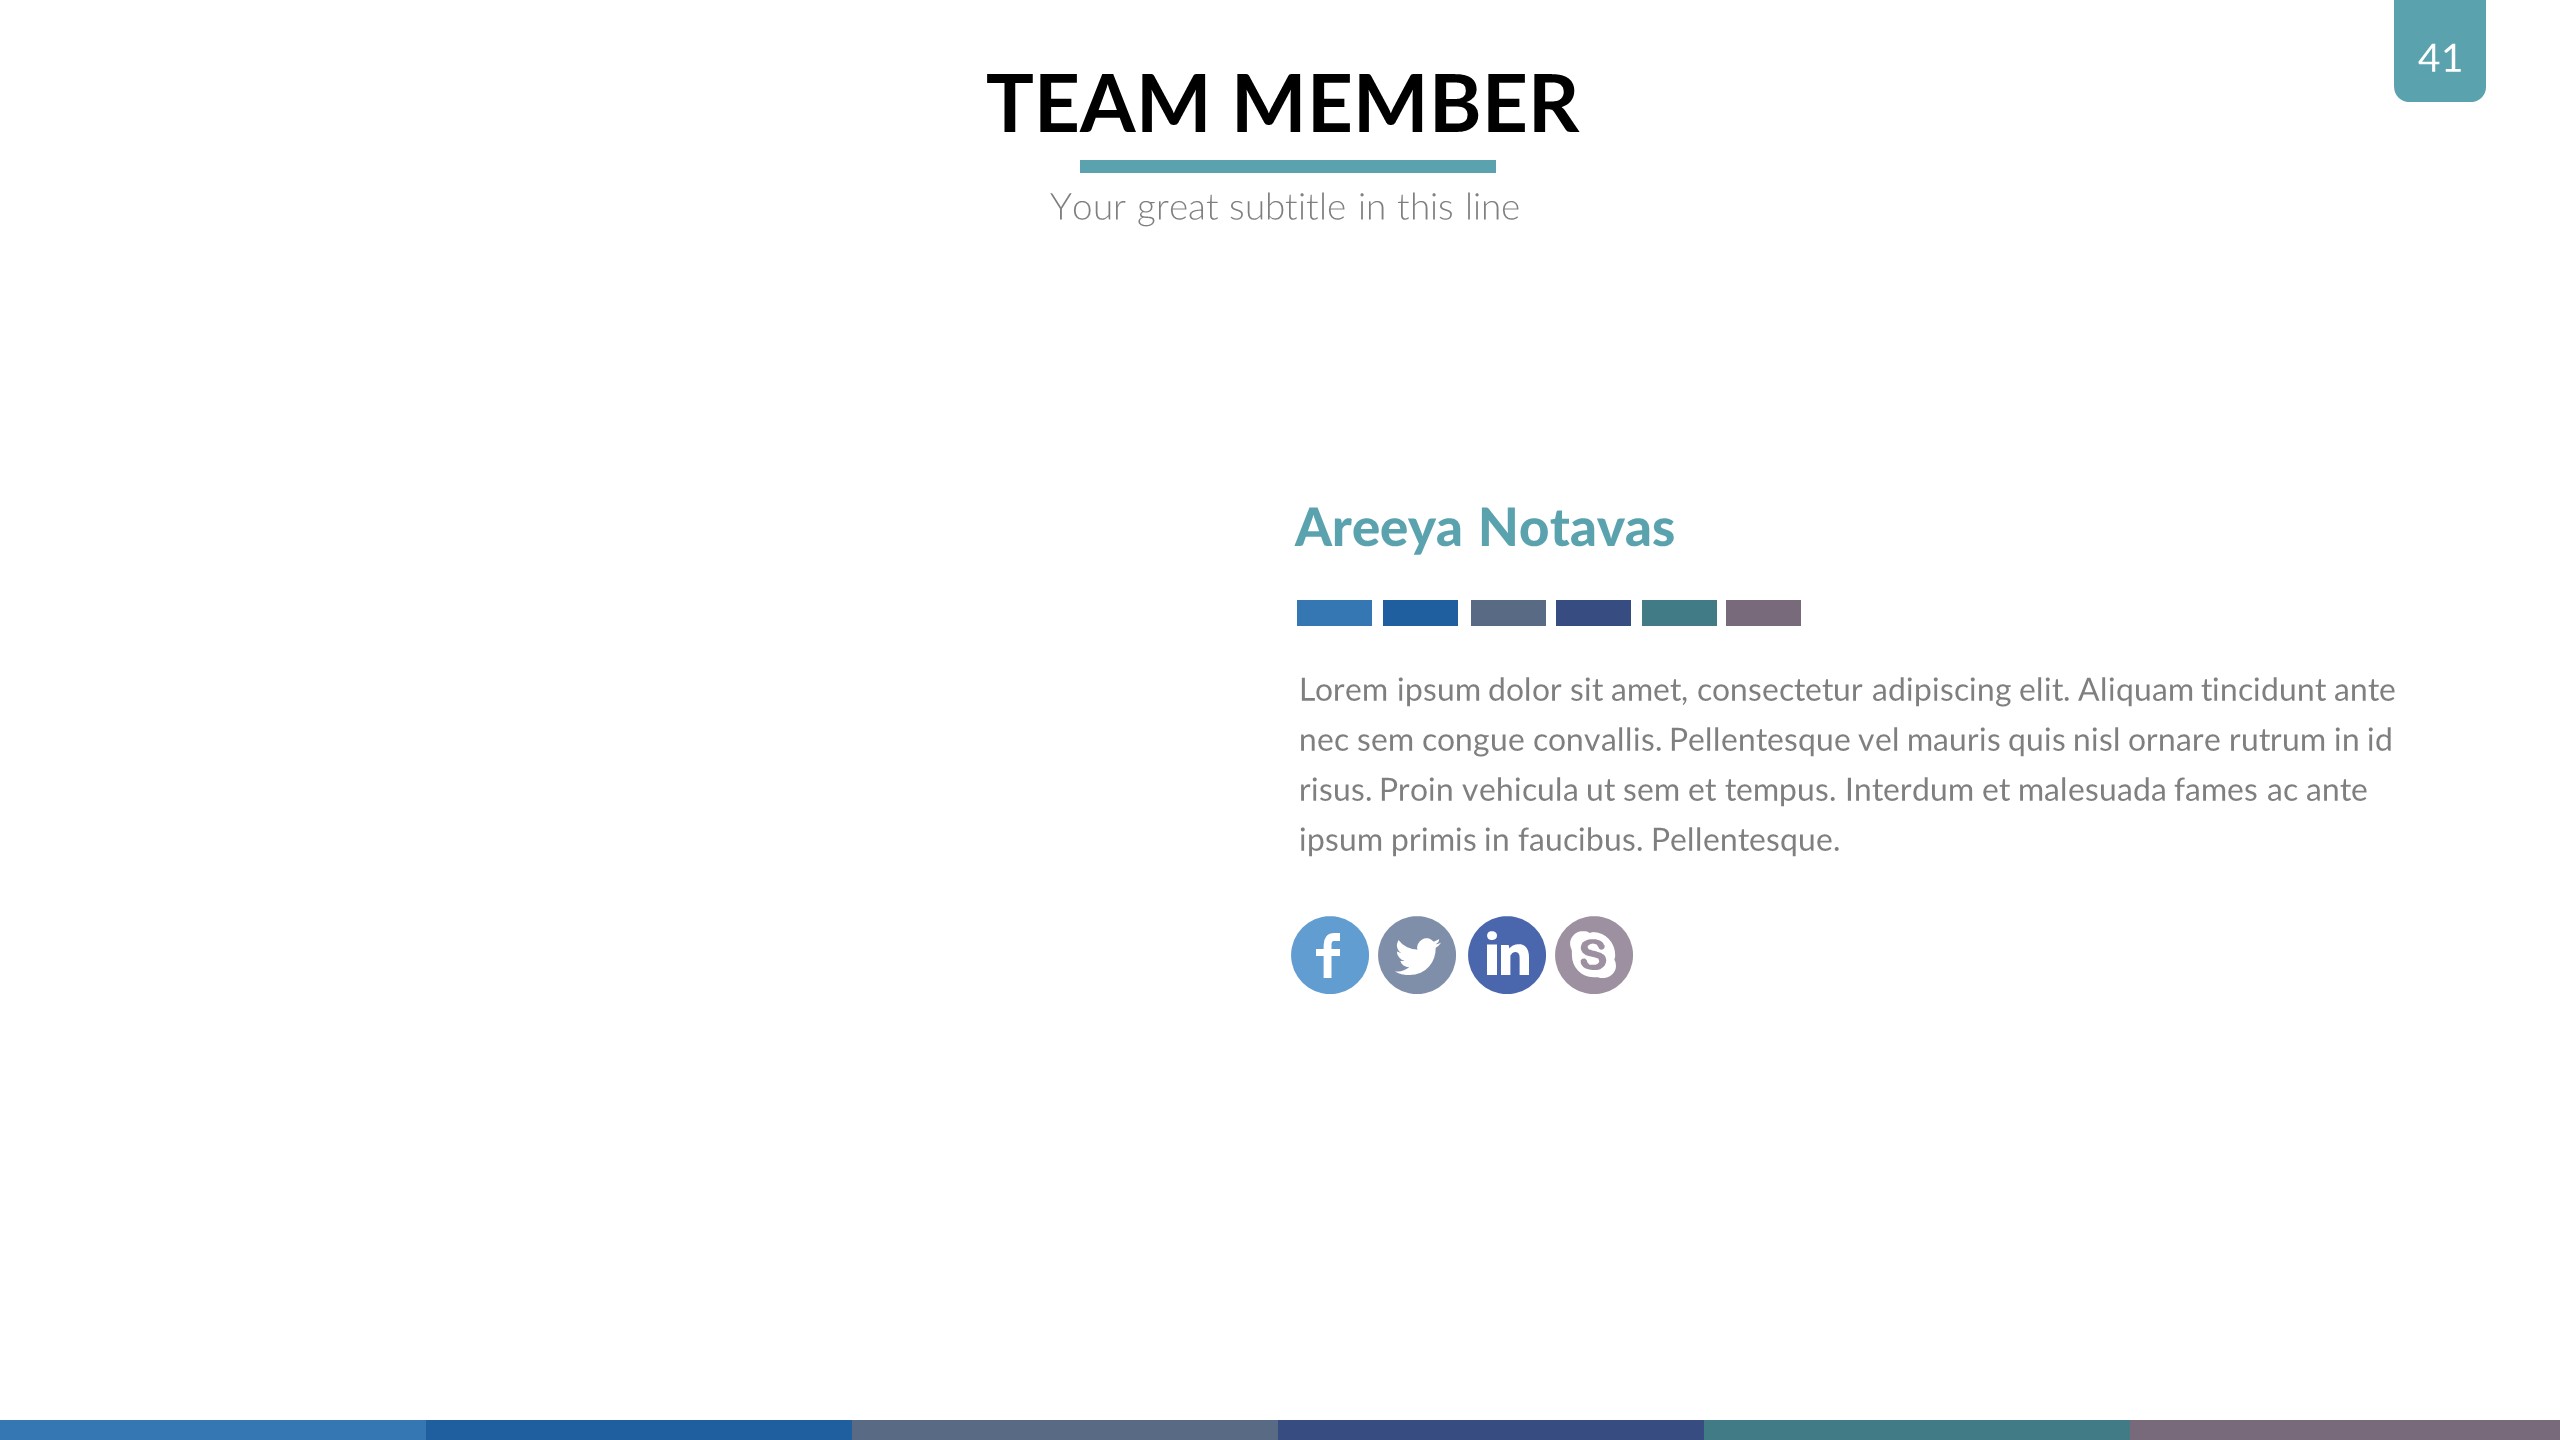 41
TEAM MEMBER
Your great subtitle in this line
Areeya Notavas
Lorem ipsum dolor sit amet, consectetur adipiscing elit. Aliquam tincidunt ante
nec sem congue convallis. Pellentesque vel mauris quis nisl ornare rutrum in id
risus. Proin vehicula ut sem et tempus. Interdum et malesuada fames ac ante
ipsum primis in faucibus. Pellentesque.